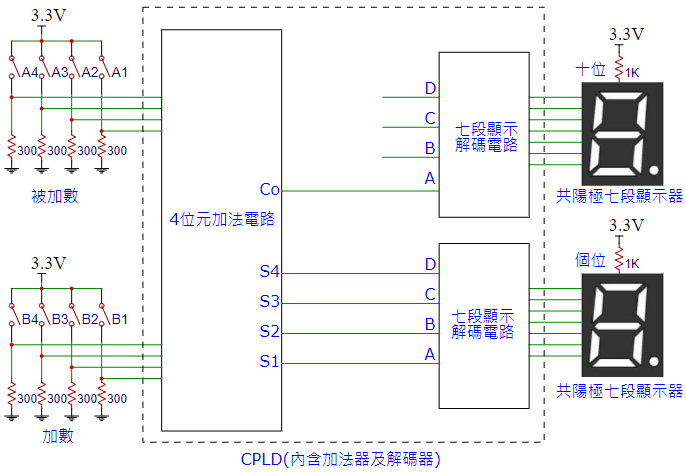 3.3V
A4 A3 A2 A1
300 300 300 300
被加數
3.3V
B4 B3 B2 B1
300 300 300 300
加數
4位元加法電路
Co
S4
S3
S2
S1
D
C
B
A
七段顯示
解碼電路
D
C
B
A
七段顯示
解碼電路
3.3V
十位
1K
共陽極七段顯示器
3.3V
個位
1K
共陽極七段顯示器
CPLD(內含加法器及解碼器)